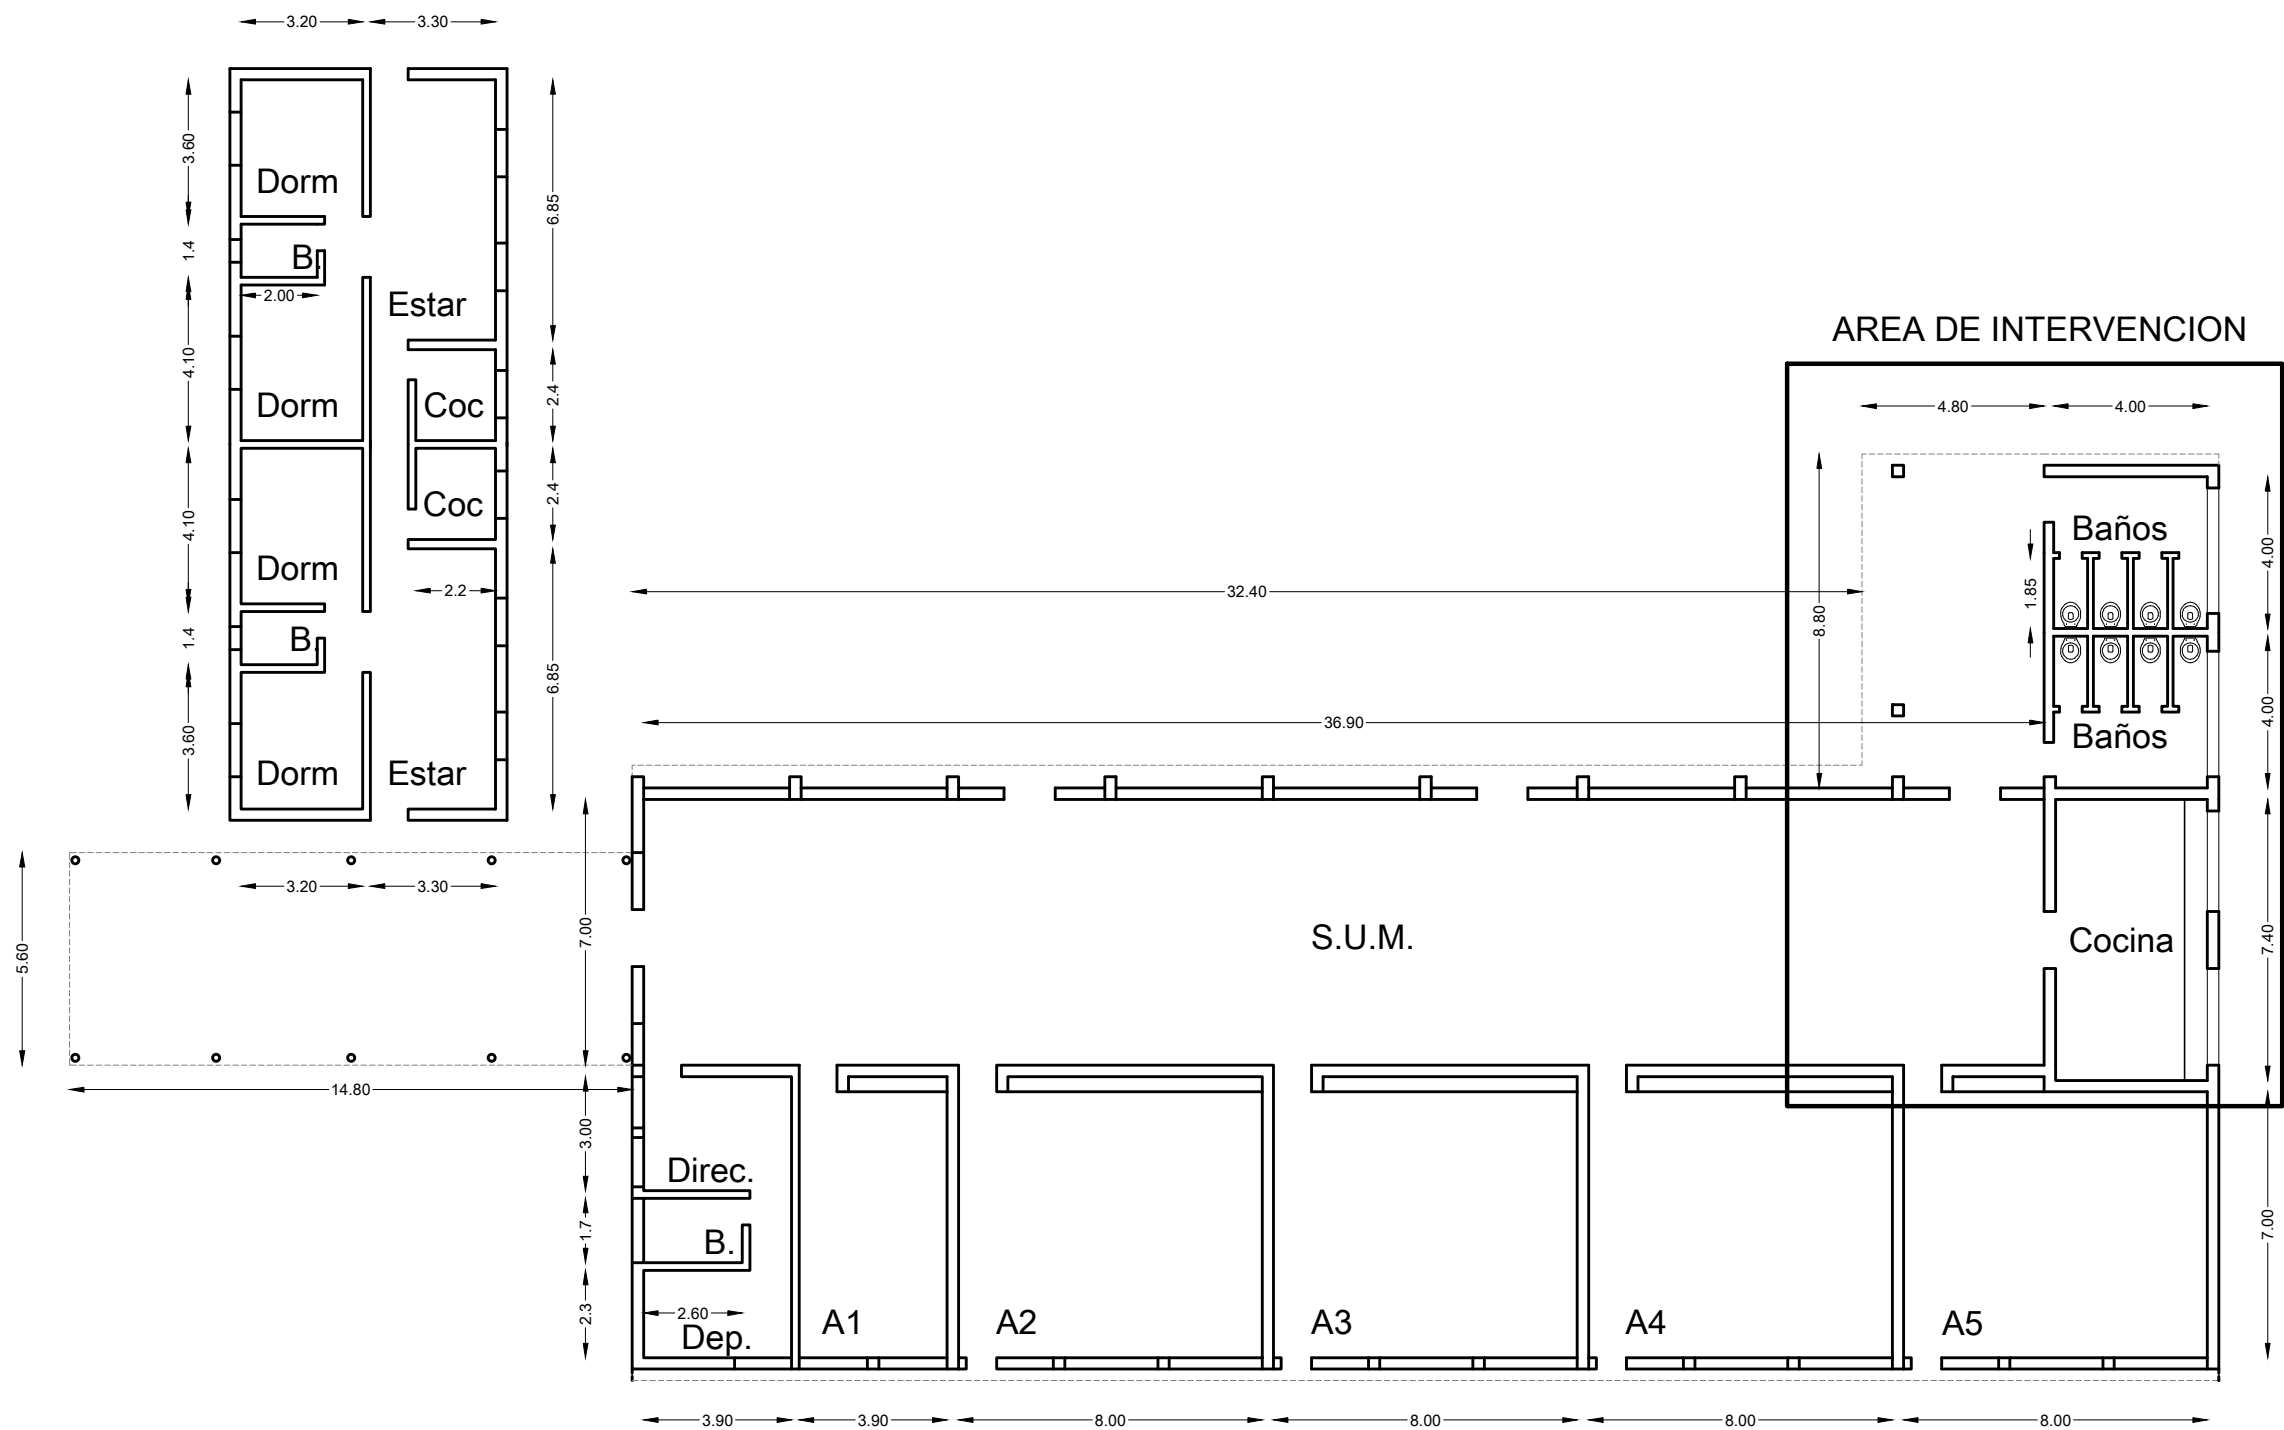 3.20
3.30
3.60
Dorm
6.85
1.4
B.
2.00
Estar
4.10
Dorm
2.4
Coc
4.10
2.4
Coc
Dorm
2.2
1.4
B.
6.85
3.60
Dorm
Estar
3.20
3.30
AREA DE INTERVENCION
4.80
4.00
Baños
4.00
1.85
32.40
8.80
36.90
4.00
Baños
5.60
7.00
S.U.M.
Cocina
7.40
14.80
3.00
Direc.
1.7
B.
7.00
2.3
2.60
Dep.
A1
A2
A3
A4
A5
3.90
3.90
8.00
8.00
8.00
8.00